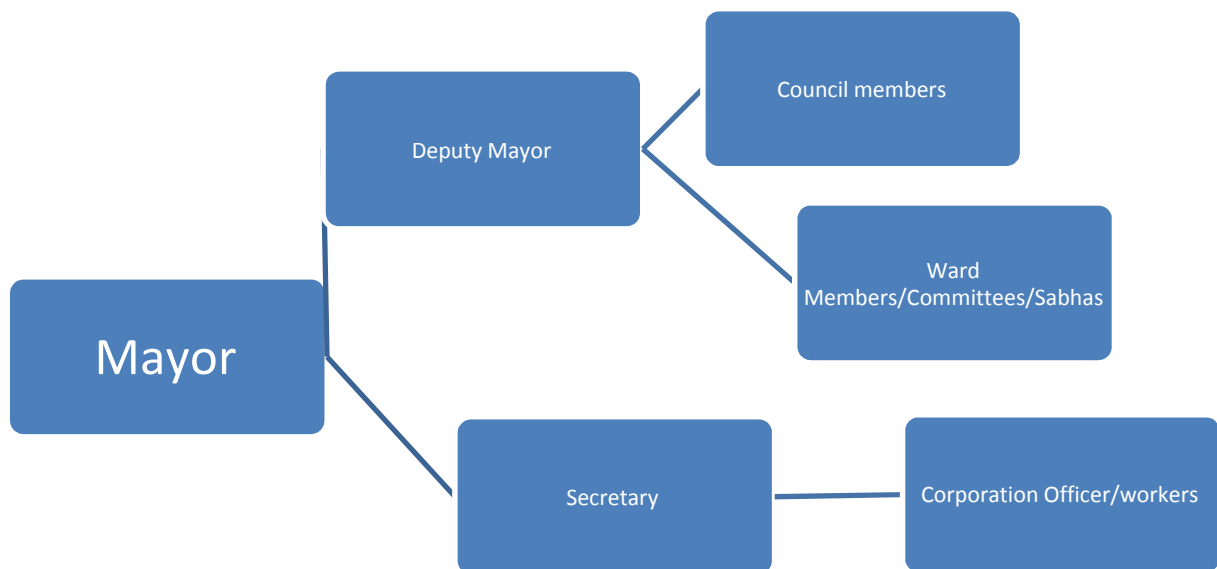 Council members
Deputy Mayor
Ward
Members/Committees/Sabhas
Mayor
Secretary
Corporation Officer/workers